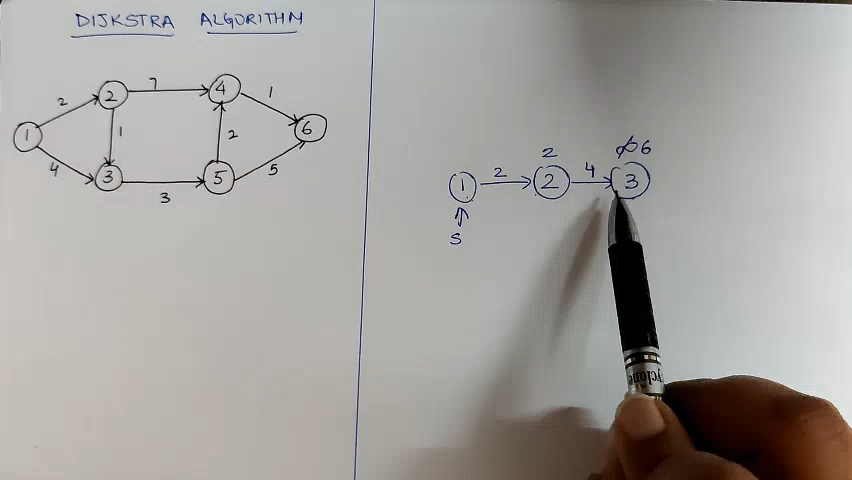 DIJKSTRA ALGORITHM
2 7 4 1
2
1 1 2 6
4 3 5 5
3
2 ∞ 6
1 2 2 4 3
S
cyclone